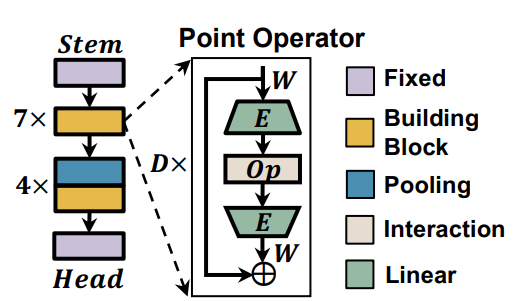 Stem
Point Operator
W
7×
E
D×
Op
4×
E
W
Head
Fixed
Building
Block
Pooling
Interaction
Linear